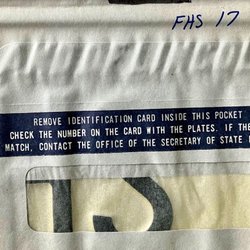 FHS 17
REMOVE IDENTIFICATION CARD INSIDE THIS POCKET
CHECK THE NUMBER ON THE CARD WITH THE PLATES. IF THE
MATCH, CONTACT THE OFFICE OF THE SECRETARY OF STATE